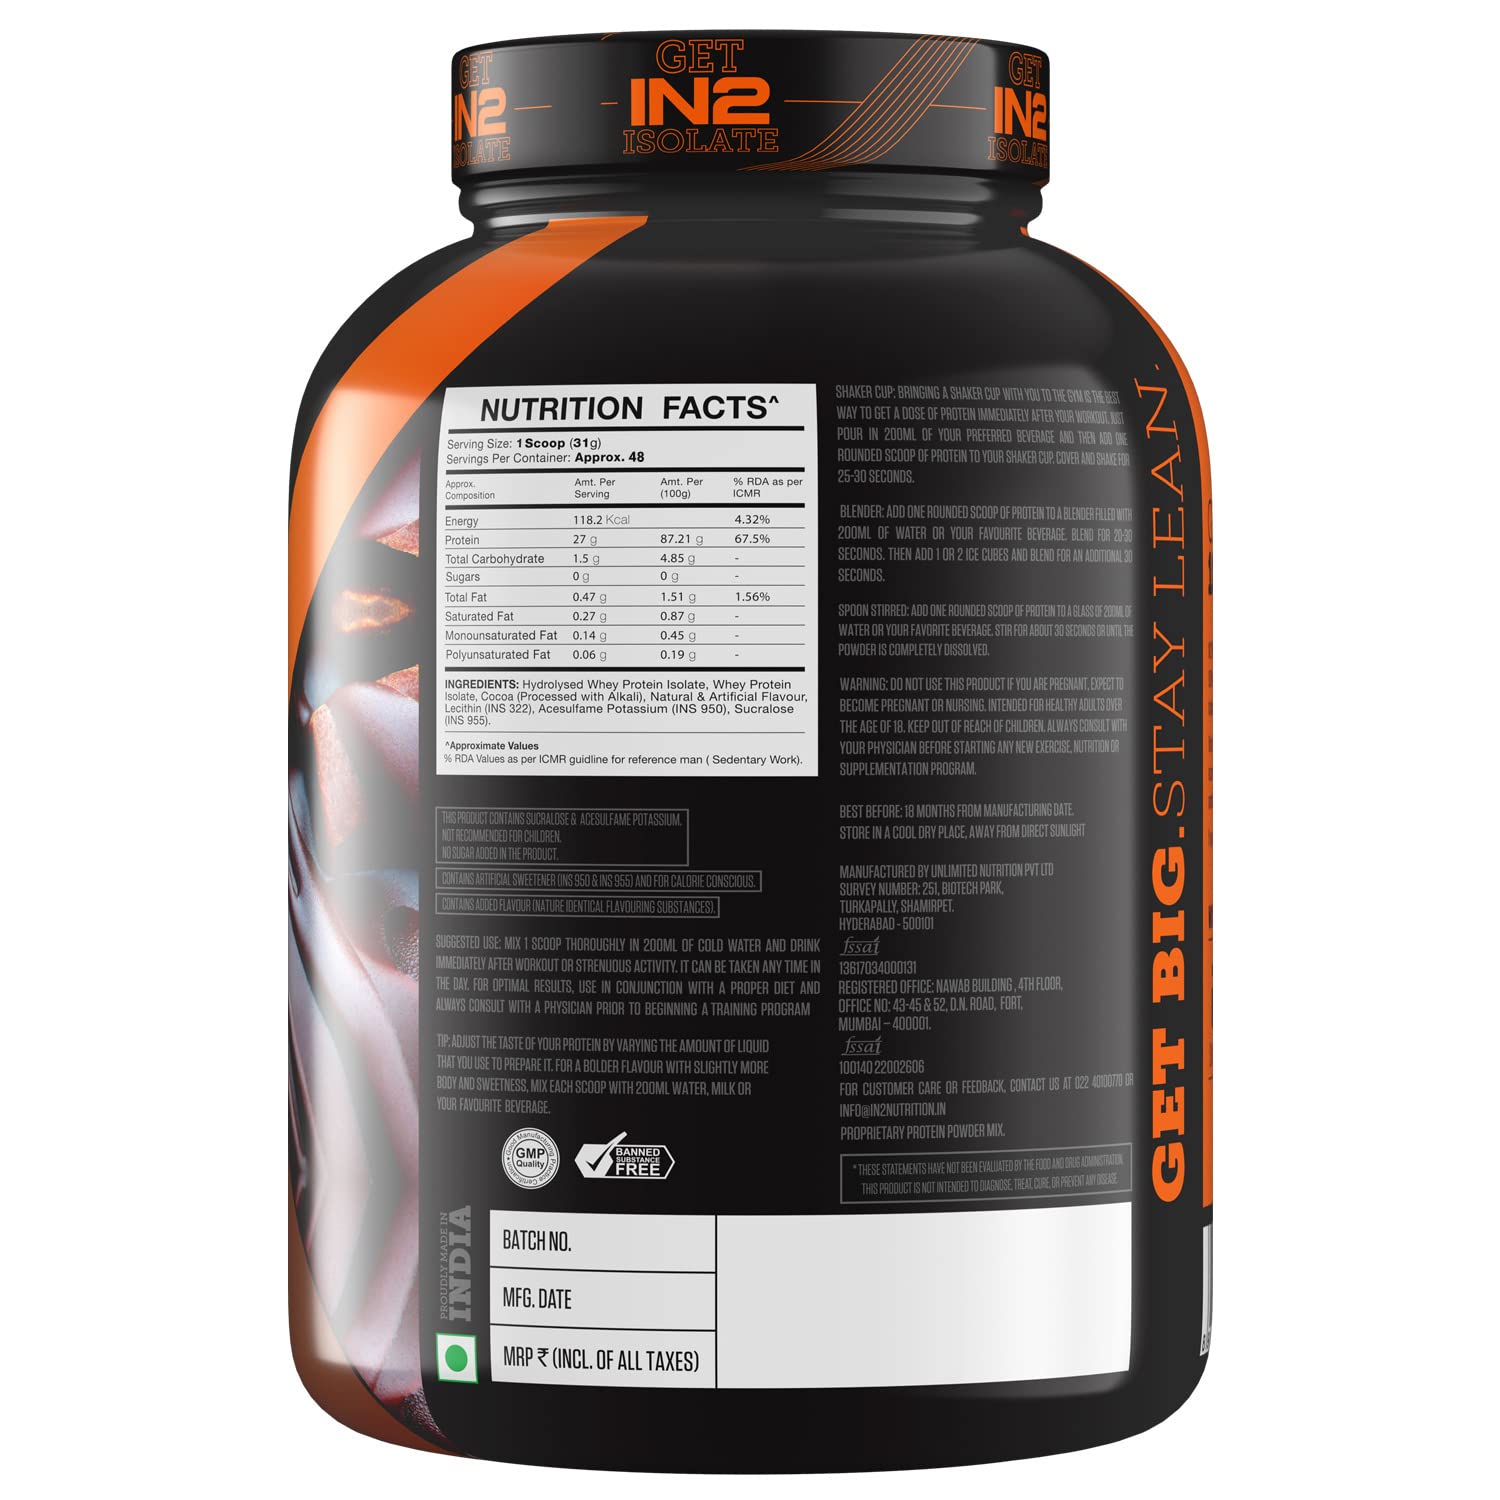 GET
IN2
ISOLATE
GET
IN2
ISOLATE
GET
IN2
ISOLATE
NUTRITION FACTS^
Serving Size: 1Scoop (31g)
Servings Per Container: Approx. 48
Approx. Composition Amt. Per Serving Amt. Per (100g) % RDA as per ICMR
Energy 118.2 Kcal 4.32%
Protein 27 g 87.21 g 67.5%
Total Carbohydrate 1.5 g 4.85 g -
Sugars 0 g 0 g -
Total Fat 0.47 g 1.51 g 1.56%
Saturated Fat 0.27 g 0.87 g -
Monounsaturated Fat 0.14 g 0.45 g -
Polyunsaturated Fat 0.06 g 0.19 g -
INGREDIENTS: Hydrolysed Whey Protein Isolate, Whey Protein
Isolate, Cocoa (Processed with Alkali), Natural & Artificial Flavour,
Lecithin (INS 322), Acesulfame Potassium (INS 950), Sucralose
(INS 955).
^Approximate Values
% RDA Values as per ICMR guidline for reference man ( Sedentary Work).
THIS PRODUCT CONTAINS SUCRALOSE & ACESULFAME POTASSIUM.
NOT RECOMMENDED FOR CHILDREN.
NO SUGAR ADDED IN THE PRODUCT.
CONTAINS ARTIFICIAL SWEETENER (INS 950 & INS 955) AND FOR CALORIE CONSCIOUS.
CONTAINS ADDED FLAVOUR (NATURE IDENTICAL FLAVOURING SUBSTANCES).
SUGGESTED USE: MIX 1 SCOOP THOROUGHLY IN 200ML OF COLD WATER AND DRINK
IMMEDIATELY AFTER WORKOUT OR STRENUOUS ACTIVITY. IT CAN BE TAKEN ANY TIME IN
THE DAY. FOR OPTIMAL RESULTS, USE IN CONJUNCTION WITH A PROPER DIET AND
ALWAYS CONSULT WITH A PHYSICIAN PRIOR TO BEGINNING A TRAINING PROGRAM
TIP: ADJUST THE TASTE OF YOUR PROTEIN BY VARYING THE AMOUNT OF LIQUID
THAT YOU USE TO PREPARE IT. FOR A BOLDER FLAVOUR WITH SLIGHTLY MORE
BODY AND SWEETNESS, MIX EACH SCOOP WITH 200ML WATER, MILK OR
YOUR FAVOURITE BEVERAGE.
Good Manufacturing Practice Certification
GMP
Quality
BANNED
SUBSTANCE
FREE
PROUDLY MADE IN
INDIA
BATCH NO.
MFG. DATE
MRP ₹ (INCL. OF ALL TAXES)
SHAKER CUP: BRINGING A SHAKER CUP WITH YOU TO THE GYM IS THE BEST
WAY TO GET A DOSE OF PROTEIN IMMEDIATELY AFTER YOUR WORKOUT. JUST
POUR IN 200ML OF YOUR PREFERRED BEVERAGE AND THEN ADD ONE
ROUNDED SCOOP OF PROTEIN TO YOUR SHAKER CUP. COVER AND SHAKE FOR
25-30 SECONDS.
BLENDER: ADD ONE ROUNDED SCOOP OF PROTEIN TO A BLENDER FILLED WITH
200ML OF WATER OR YOUR FAVOURITE BEVERAGE. BLEND FOR 20-30
SECONDS. THEN ADD 1 OR 2 ICE CUBES AND BLEND FOR AN ADDITIONAL 30
SECONDS.
SPOON STIRRED: ADD ONE ROUNDED SCOOP OF PROTEIN TO A GLASS OF 200ML OF
WATER OR YOUR FAVORITE BEVERAGE. STIR FOR ABOUT 30 SECONDS OR UNTIL THE
POWDER IS COMPLETELY DISSOLVED.
WARNING: DO NOT USE THIS PRODUCT IF YOU ARE PREGNANT, EXPECT TO
BECOME PREGNANT OR NURSING. INTENDED FOR HEALTHY ADULTS OVER
THE AGE OF 18. KEEP OUT OF REACH OF CHILDREN. ALWAYS CONSULT WITH
YOUR PHYSICIAN BEFORE STARTING ANY NEW EXERCISE, NUTRITION OR
SUPPLEMENTATION PROGRAM.
BEST BEFORE: 18 MONTHS FROM MANUFACTURING DATE.
STORE IN A COOL DRY PLACE, AWAY FROM DIRECT SUNLIGHT
MANUFACTURED BY UNLIMITED NUTRITION PVT LTD
SURVEY NUMBER: 251, BIOTECH PARK,
TURKAPALLY, SHAMIRPET.
HYDERABAD - 500101
fssai
13617034000131
REGISTERED OFFICE: NAWAB BUILDING , 4TH FLOOR,
OFFICE NO: 43-45 & 52, D.N. ROAD, FORT,
MUMBAI – 400001.
fssai
100140 22002606
FOR CUSTOMER CARE OR FEEDBACK, CONTACT US AT 022 40100770 OR
INFO@IN2NUTRITION.IN
PROPRIETARY PROTEIN POWDER MIX.
* THESE STATEMENTS HAVE NOT BEEN EVALUATED BY THE FOOD AND DRUG ADMINISTRATION.
THIS PRODUCT IS NOT INTENDED TO DIAGNOSE, TREAT, CURE, OR PREVENT ANY DISEASE.
GET BIG. STAY LEAN.